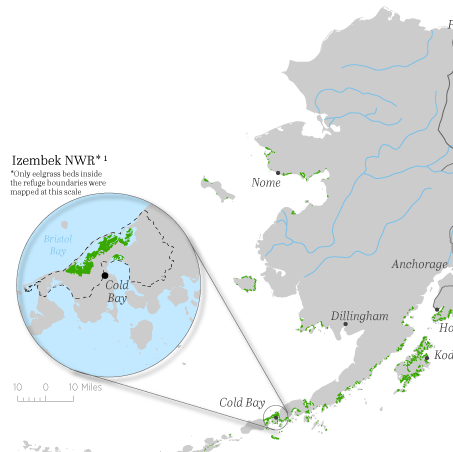 Izembek NWR* 1
*Only eelgrass beds inside
the refuge boundaries were
mapped at this scale
Nome
Bristol
Bay
Anchorage
Cold
Bay
Dillingham
Ho
Kod
10 0 10 Miles
Cold Bay